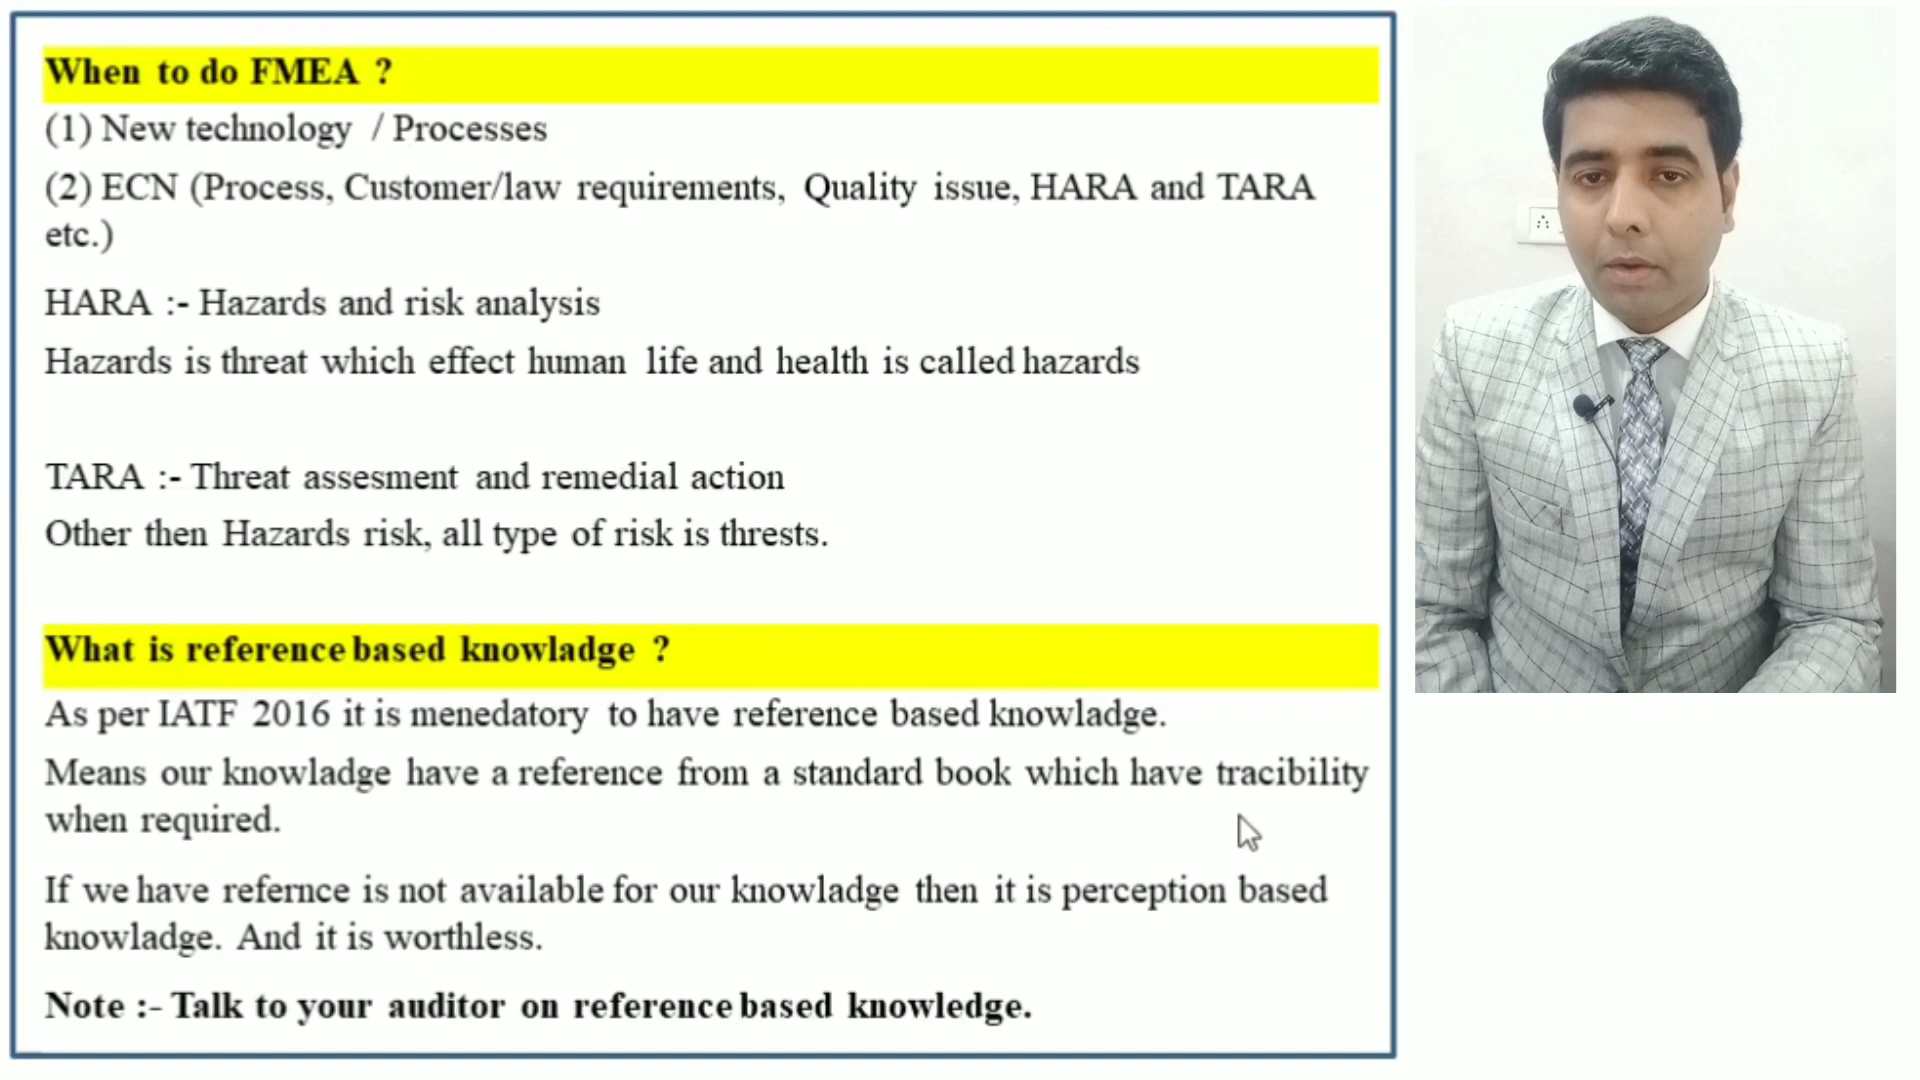 When to do FMEA ?
(1) New technology / Processes
(2) ECN (Process, Customer/law requirements, Quality issue, HARA and TARA
etc.)
HARA :- Hazards and risk analysis
Hazards is threat which effect human life and health is called hazards
TARA :- Threat assesment and remedial action
Other then Hazards risk, all type of risk is thrests.
What is reference based knowladge ?
As per IATF 2016 it is menedatory to have reference based knowladge.
Means our knowladge have a reference from a standard book which have tracibility
when required.
If we have refernce is not available for our knowladge then it is perception based
knowladge. And it is worthless.
Note :- Talk to your auditor on reference based knowledge.